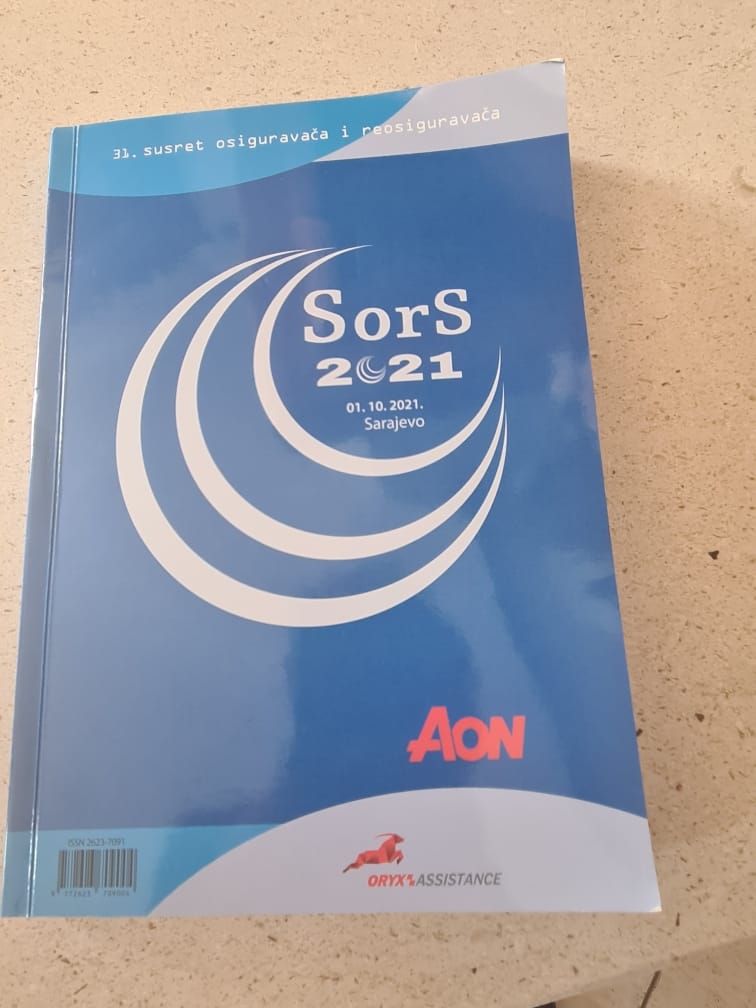 31. susret osiguravača i reosiguravača
SorS
2021
01. 10. 2021.
Sarajevo
AON
ISSN 2623-7091
ORYX ASSISTANCE